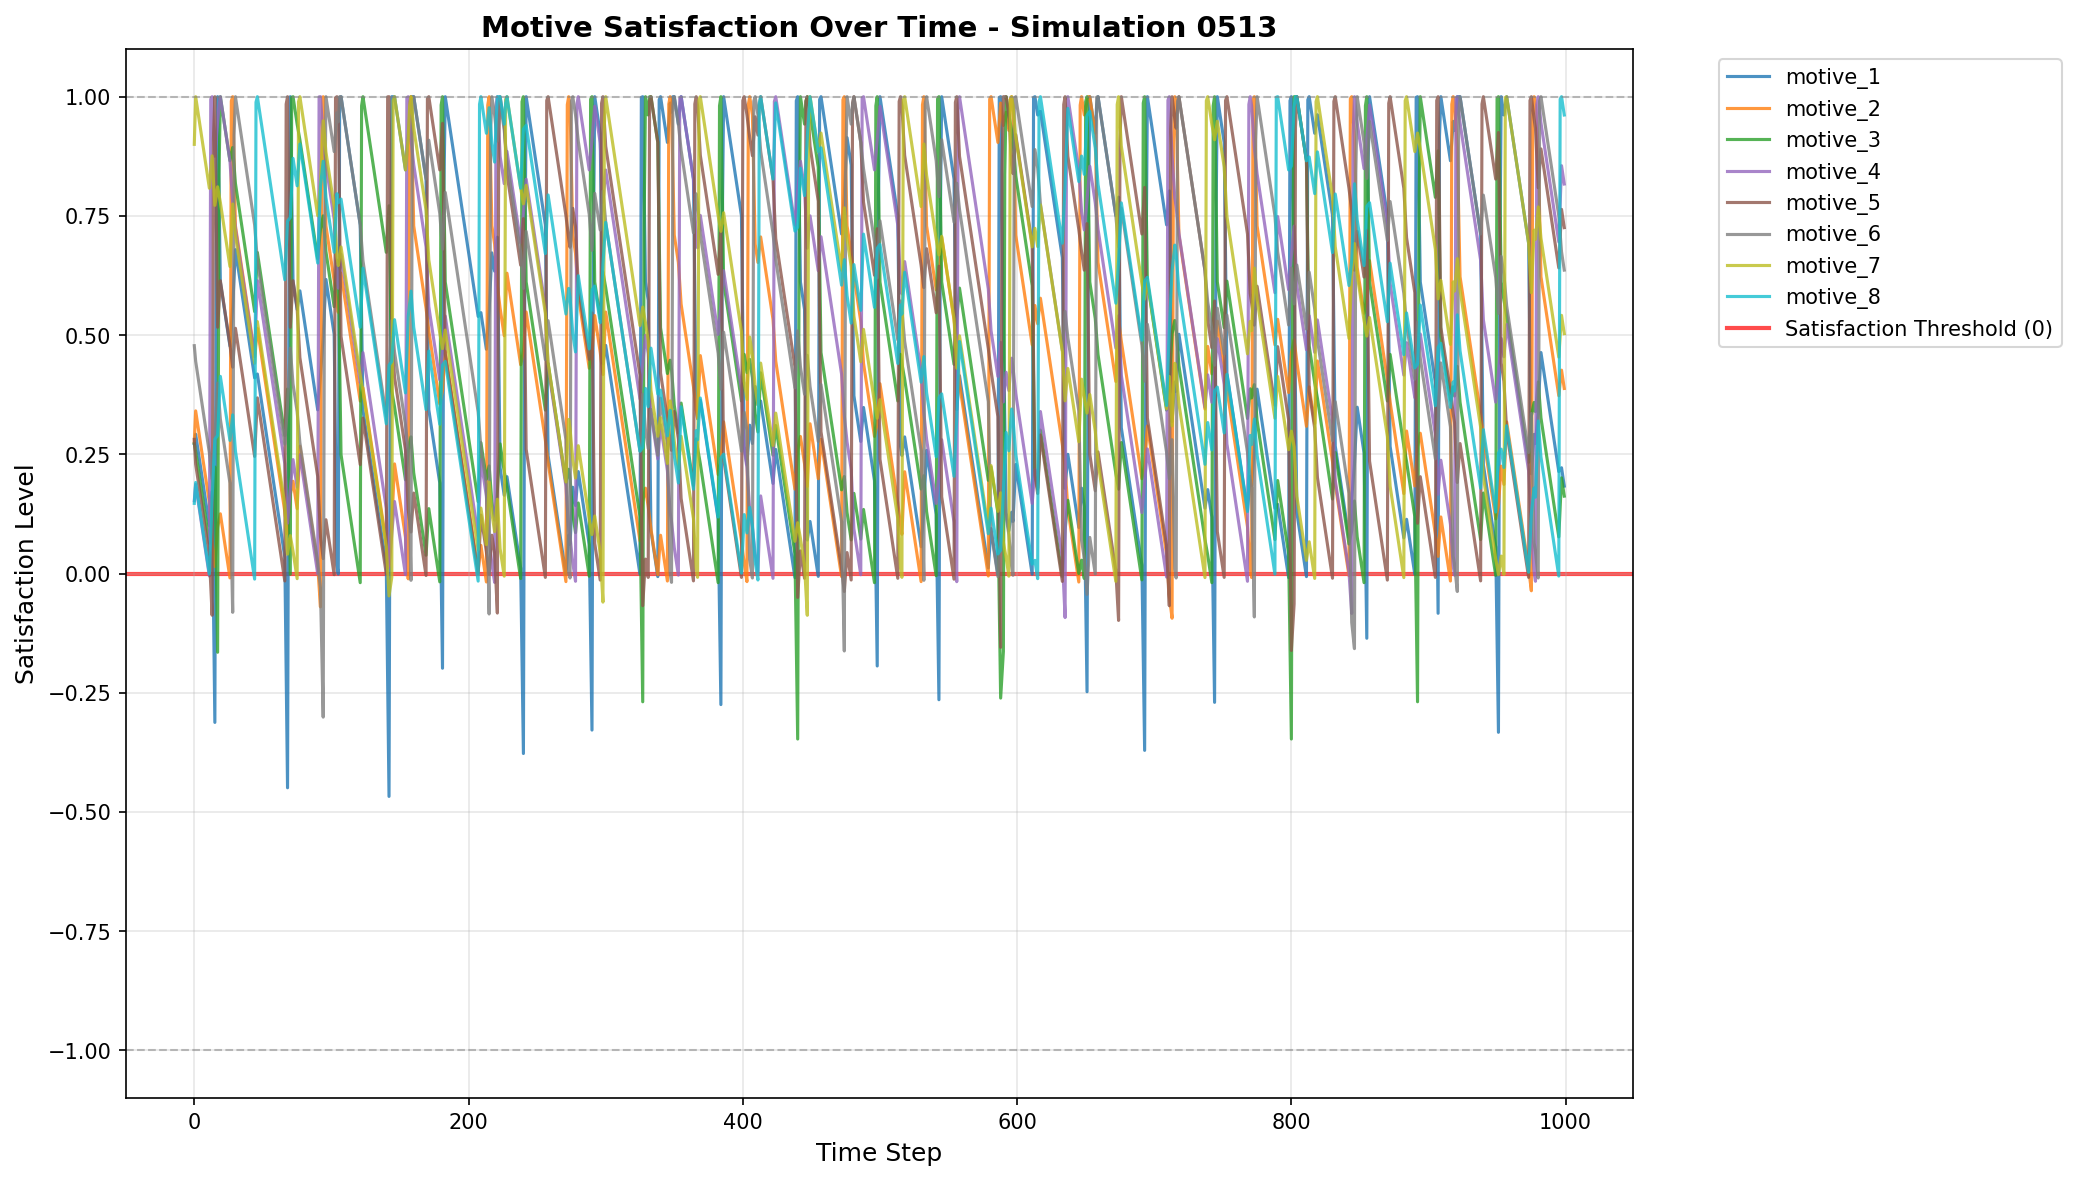 Motive Satisfaction Over Time - Simulation 0513
1.00
0.75
0.50
0.25
0.00
−0.25
−0.50
−0.75
−1.00
Satisfaction Level
0
200
400
600
800
1000
Time Step
motive_1
motive_2
motive_3
motive_4
motive_5
motive_6
motive_7
motive_8
Satisfaction Threshold (0)